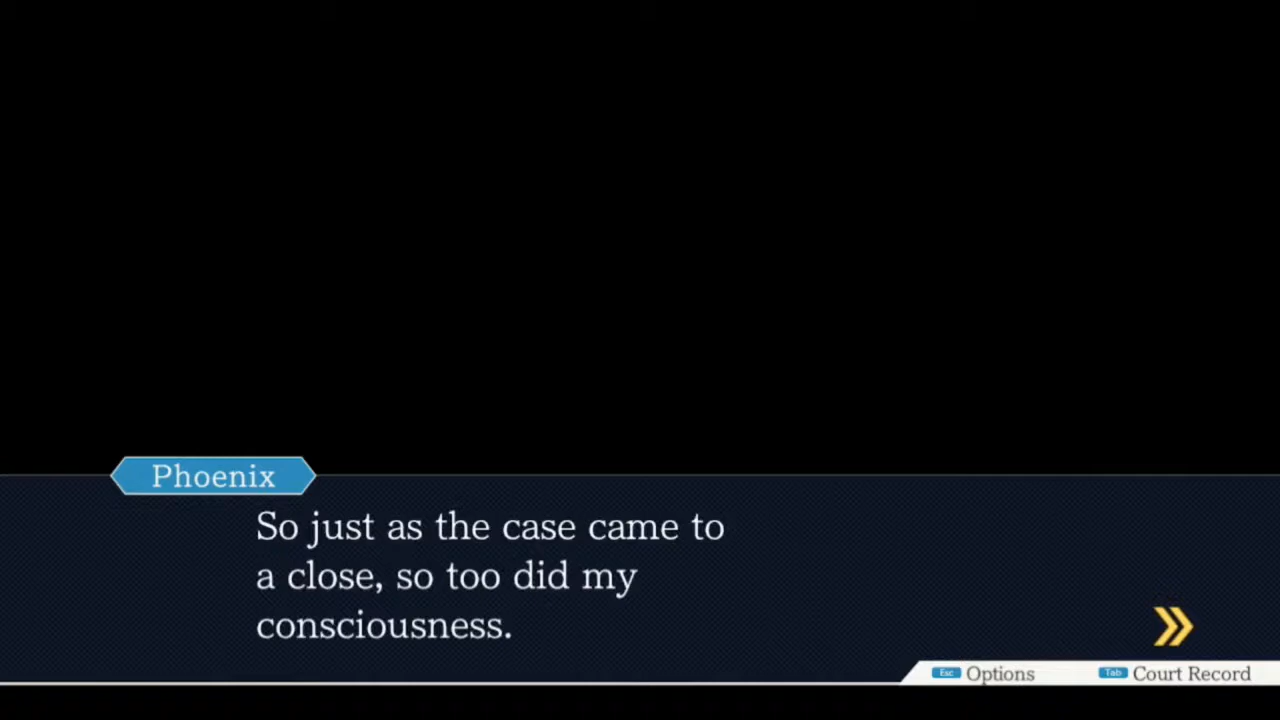 Phoenix
So just as the case came to
a close, so too did my
consciousness.
Esc Options Tab Court Record